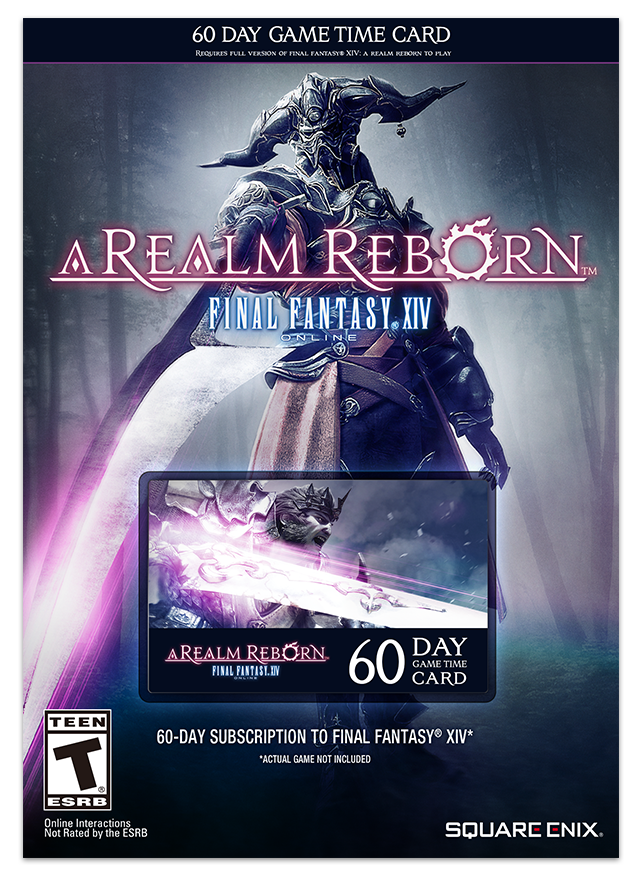 60 DAY GAME TIME CARD
REQUIRES FULL VERSION OF FINAL FANTASY® XIV: A REALM REBORN TO PLAY
A REALM REBORN™
FINAL FANTASY XIV
ONLINE
A REALM REBORN
FINAL FANTASY XIV
ONLINE
60 DAY
GAME TIME
CARD
60-DAY SUBSCRIPTION TO FINAL FANTASY® XIV*
*ACTUAL GAME NOT INCLUDED
TEEN
T
ESRB
®
Online Interactions
Not Rated by the ESRB
SQUARE ENIX®